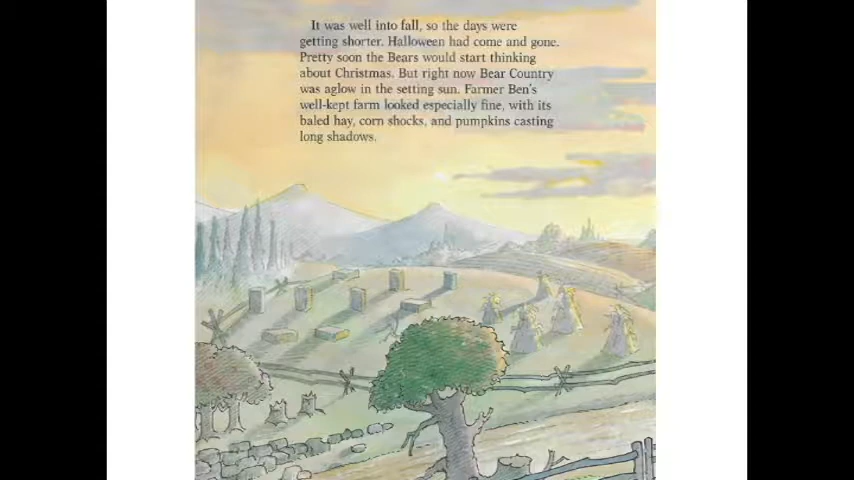 It was well into fall, so the days were
getting shorter. Halloween had come and gone.
Pretty soon the Bears would start thinking
about Christmas. But right now Bear Country
was aglow in the setting sun. Farmer Ben's
well-kept farm looked especially fine, with its
baled hay, corn shocks, and pumpkins casting
long shadows.